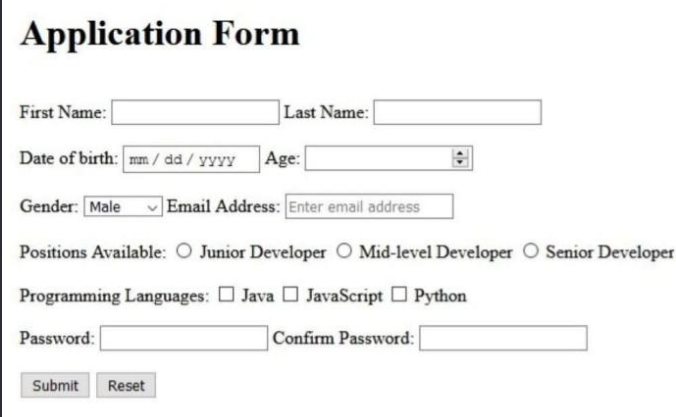 Application Form
First Name: Last Name:
Date of birth: mm / dd / yyyy Age:
Gender: Male Email Address: Enter email address
Positions Available: Junior Developer Mid-level Developer Senior Developer
Programming Languages: Java JavaScript Python
Password: Confirm Password:
Submit Reset